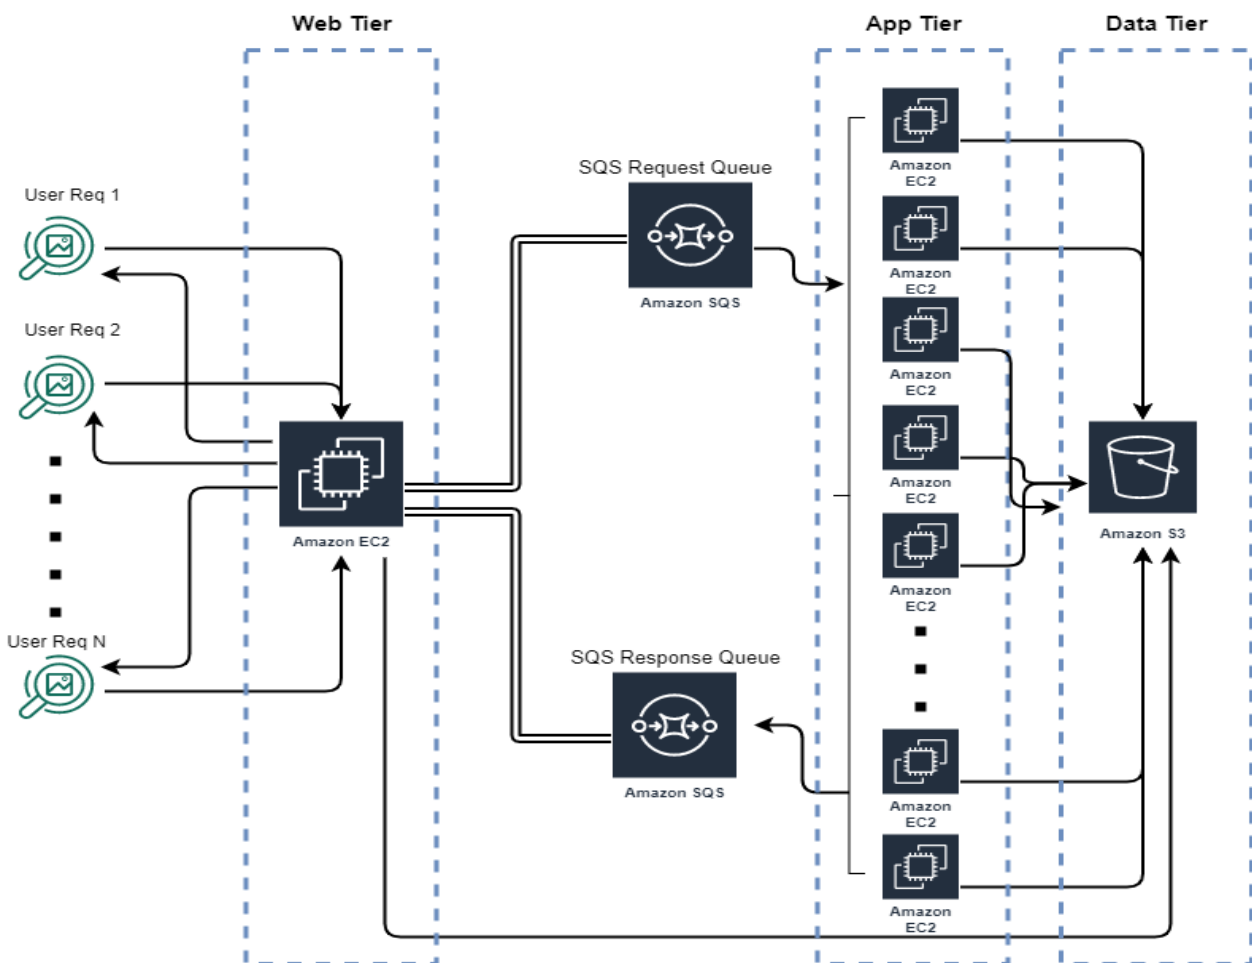 Web Tier
App Tier
Data Tier
User Req 1
User Req 2
User Req N
Amazon EC2
SQS Request Queue
Amazon SQS
SQS Response Queue
Amazon SQS
Amazon
EC2
Amazon
EC2
Amazon
EC2
Amazon
EC2
Amazon
EC2
Amazon
EC2
Amazon
EC2
Amazon S3